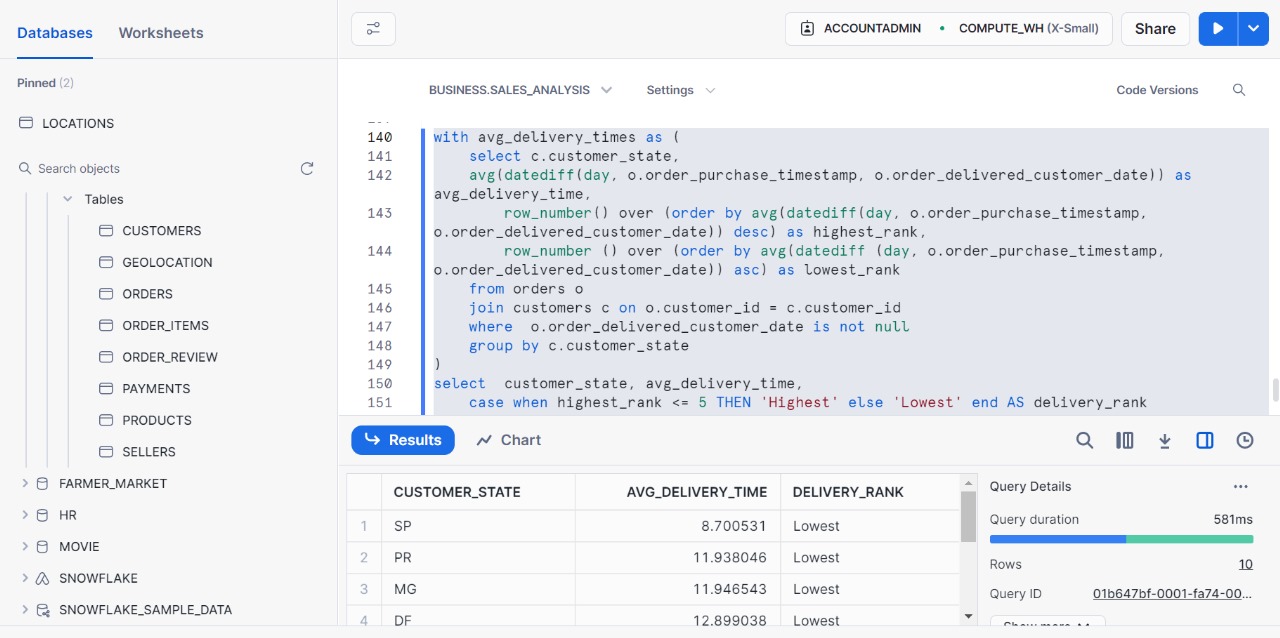 Databases Worksheets
ACCOUNTADMIN • COMPUTE_WH (X-Small) Share
Pinned (2)
LOCATIONS
Search objects
Tables
CUSTOMERS
GEOLOCATION
ORDERS
ORDER_ITEMS
ORDER_REVIEW
PAYMENTS
PRODUCTS
SELLERS
FARMER_MARKET
HR
MOVIE
SNOWFLAKE
SNOWFLAKE_SAMPLE_DATA
BUSINESS.SALES_ANALYSIS Settings Code Versions
140 with avg_delivery_times as (
141 select c.customer_state,
142 avg(datediff(day, o.order_purchase_timestamp, o.order_delivered_customer_date)) as
avg_delivery_time,
143 row_number() over (order by avg(datediff(day, o.order_purchase_timestamp,
o.order_delivered_customer_date)) desc) as highest_rank,
144 row_number () over (order by avg(datediff (day, o.order_purchase_timestamp,
o.order_delivered_customer_date)) asc) as lowest_rank
145 from orders o
146 join customers c on o.customer_id = c.customer_id
147 where o.order_delivered_customer_date is not null
148 group by c.customer_state
149 )
150 select customer_state, avg_delivery_time,
151 case when highest_rank <= 5 THEN 'Highest' else 'Lowest' end AS delivery_rank
Results Chart
CUSTOMER_STATE AVG_DELIVERY_TIME DELIVERY_RANK
1 SP 8.700531 Lowest
2 PR 11.938046 Lowest
3 MG 11.946543 Lowest
4 DF 12.899038 Lowest
Query Details ...
Query duration 581ms
Rows 10
Query ID 01b647bf-0001-fa74-00...
Show more